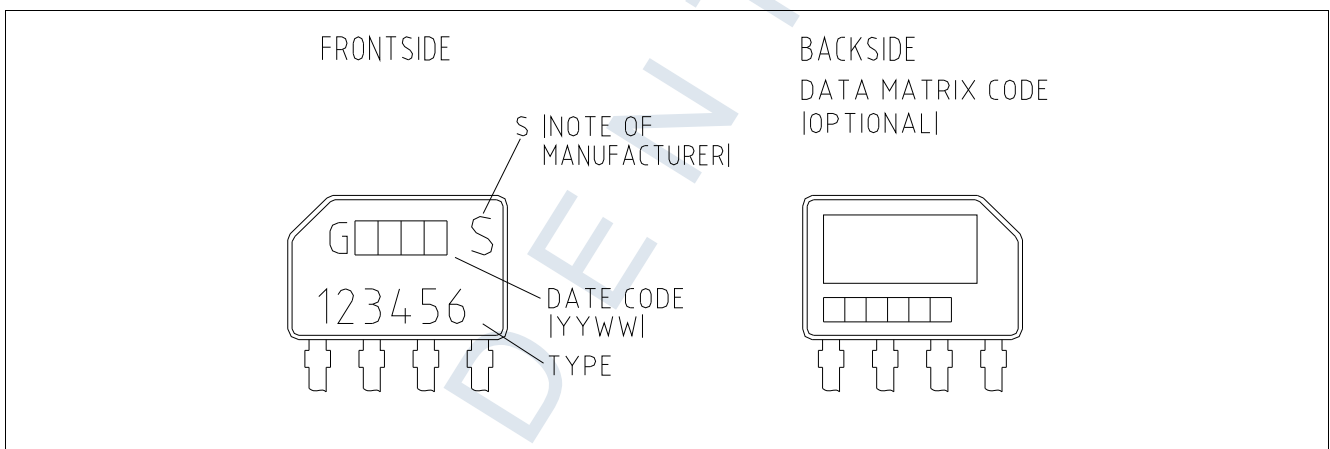 FRONTSIDE
S |NOTE OF
MANUFACTURER|
G S
123456
DATE CODE
|YYWW|
TYPE
BACKSIDE
DATA MATRIX CODE
|OPTIONAL|
D E N